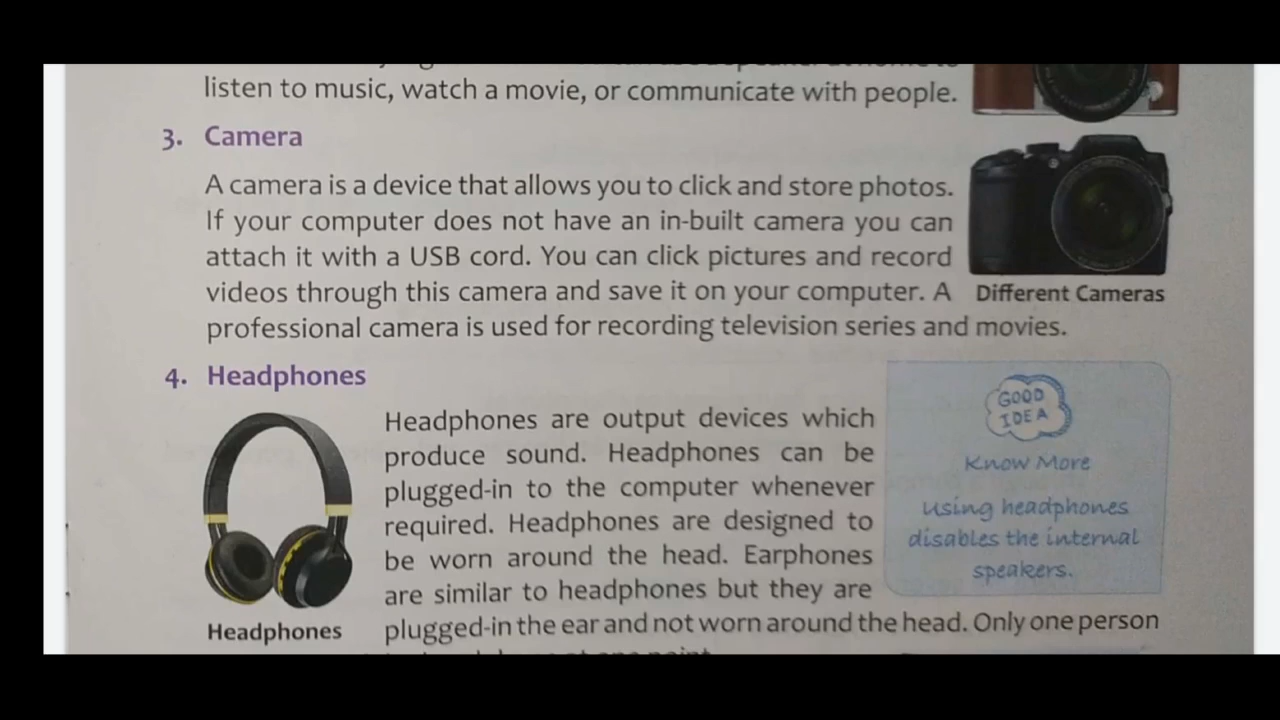 listen to music, watch a movie, or communicate with people.
3. Camera
A camera is a device that allows you to click and store photos.
If your computer does not have an in-built camera you can
attach it with a USB cord. You can click pictures and record
videos through this camera and save it on your computer. A
professional camera is used for recording television series and movies.
Different Cameras
4. Headphones
Headphones are output devices which
produce sound. Headphones can be
plugged-in to the computer whenever
required. Headphones are designed to
be worn around the head. Earphones
are similar to headphones but they are
plugged-in the ear and not worn around the head. Only one person
Headphones
GOOD
IDEA
Know More
using headphones
disables the internal
speakers.